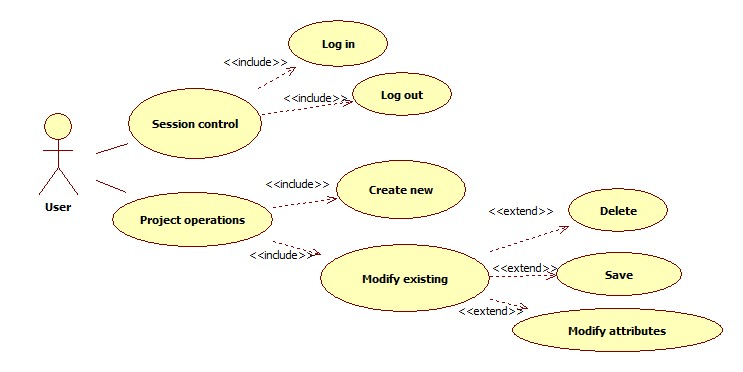 Log in
<<include>>
Log out
<<include>>
Session control
User
Create new
<<include>>
Project operations
<<include>>
Modify existing
Delete
<<extend>>
Save
<<extend>>
Modify attributes
<<extend>>